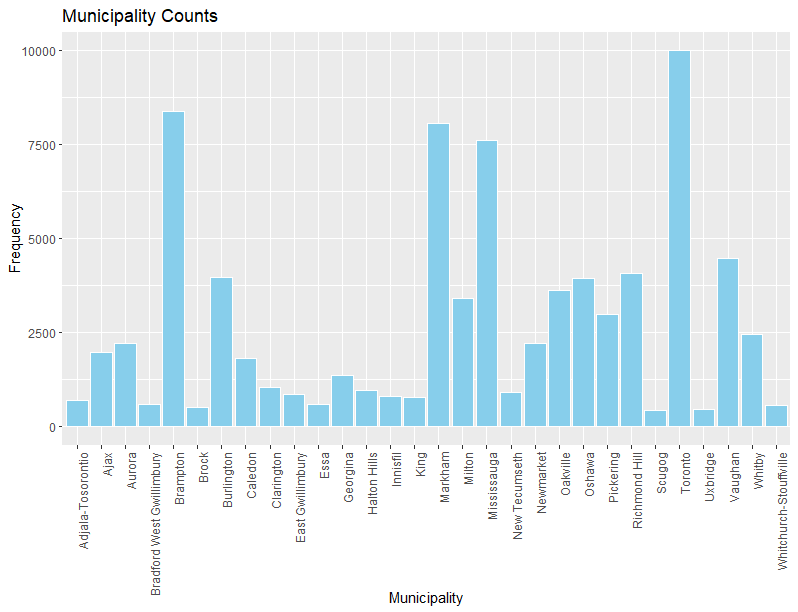 Municipality Counts
Frequency
10000
7500
5000
2500
0
Adjala-Tosorontio
Ajax
Aurora
Bradford West Gwillimbury
Brampton
Brock
Burlington
Caledon
Clarington
East Gwillimbury
Essa
Georgina
Halton Hills
Innisfil
King
Markham
Milton
Mississauga
New Tecumseth
Newmarket
Oakville
Oshawa
Pickering
Richmond Hill
Scugog
Toronto
Uxbridge
Vaughan
Whitby
Whitchurch-Stouffville
Municipality